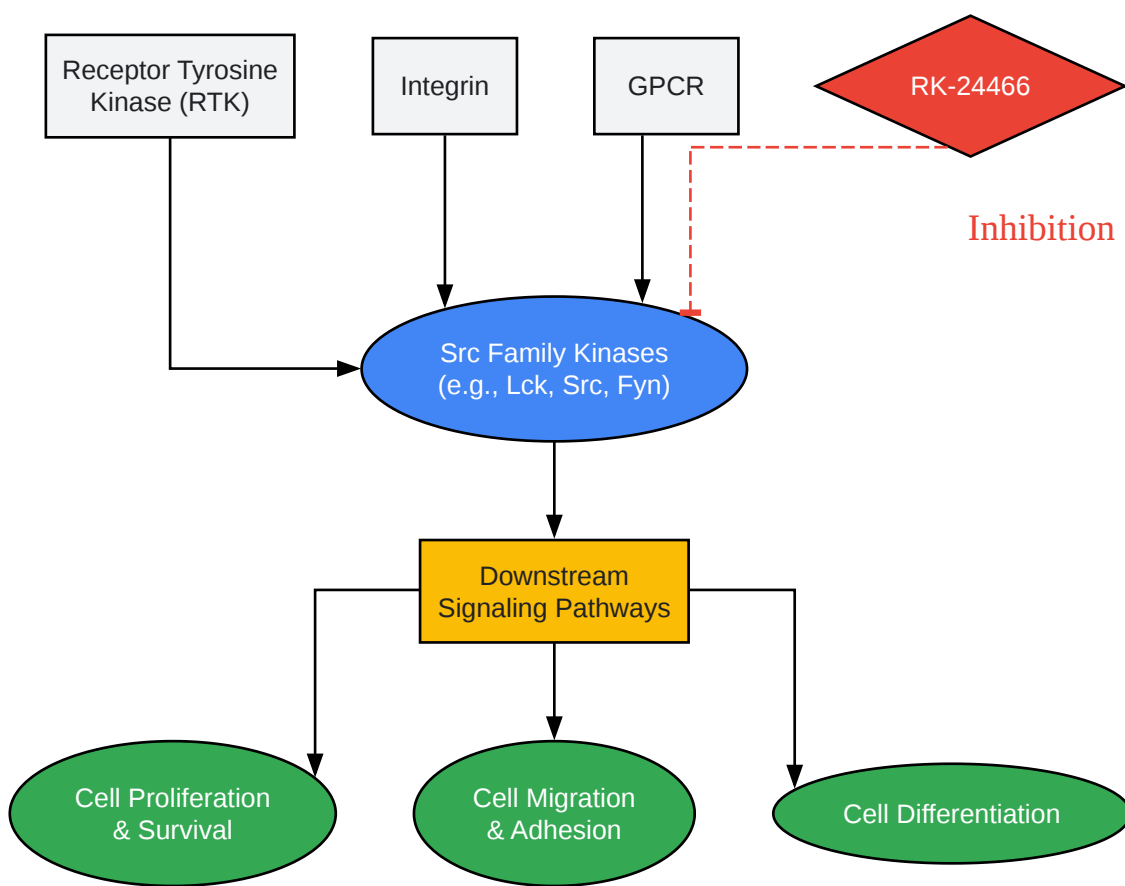 Receptor Tyrosine
Kinase (RTK)
Integrin
GPCR
RK-24466
Inhibition
Src Family Kinases
(e.g., Lck, Src, Fyn)
Downstream
Signaling Pathways
Cell Proliferation
& Survival
Cell Migration
& Adhesion
Cell Differentiation